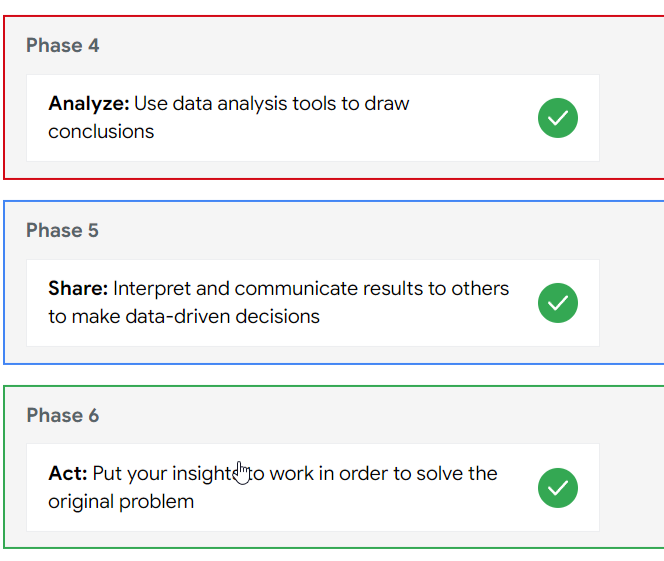 Phase 4
Analyze: Use data analysis tools to draw
conclusions
Phase 5
Share: Interpret and communicate results to others
to make data-driven decisions
Phase 6
Act: Put your insights to work in order to solve the
original problem